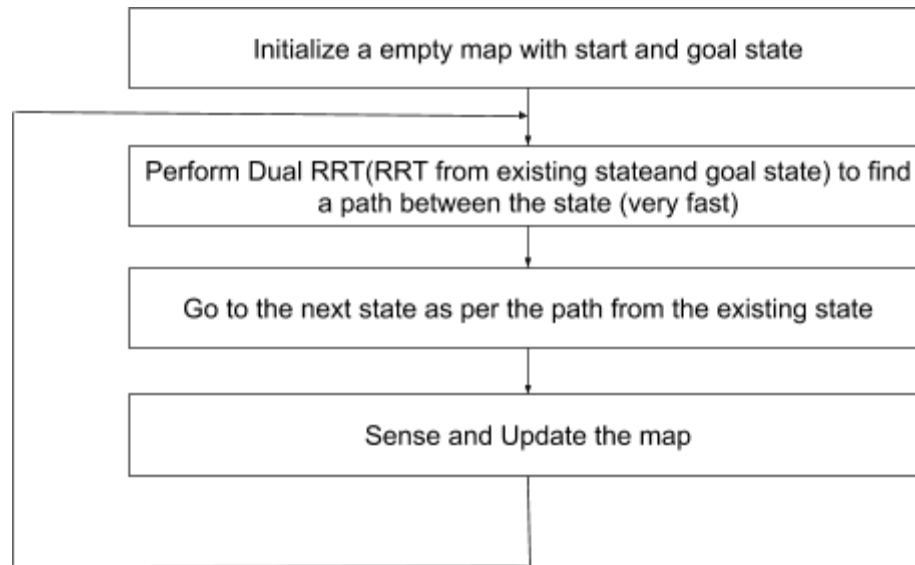 Initialize a empty map with start and goal state
Perform Dual RRT(RRT from existing stateand goal state) to find
a path between the state (very fast)
Go to the next state as per the path from the existing state
Sense and Update the map